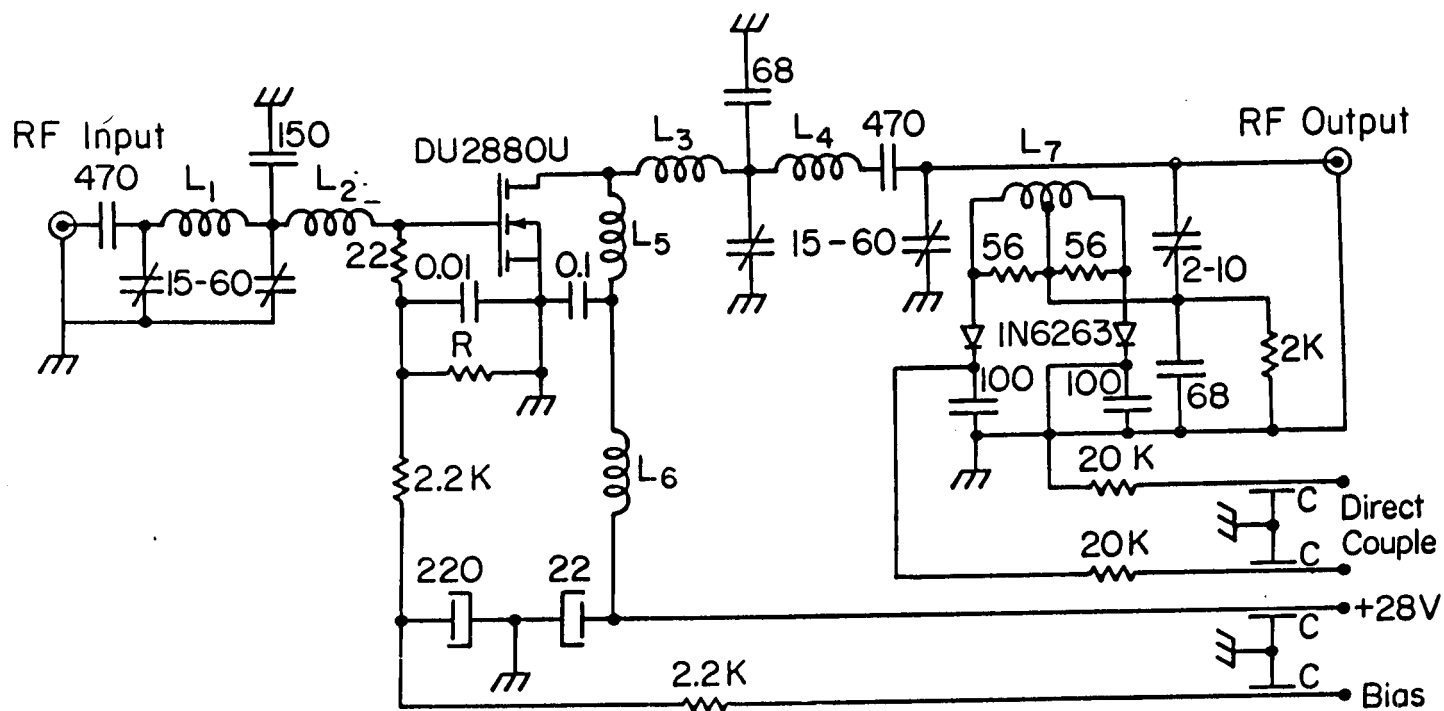 68
RF Input
150
DU2880U
L3
L4
470
RF Output
L7
470
L1
L2
22
0.01
0.1
L5
15-60
15-60
56
56
2-10
R
1N6263
2K
100
100
68
2.2K
L6
20K
C
Direct
Couple
20K
C
220
22
+28V
C
2.2K
C
Bias